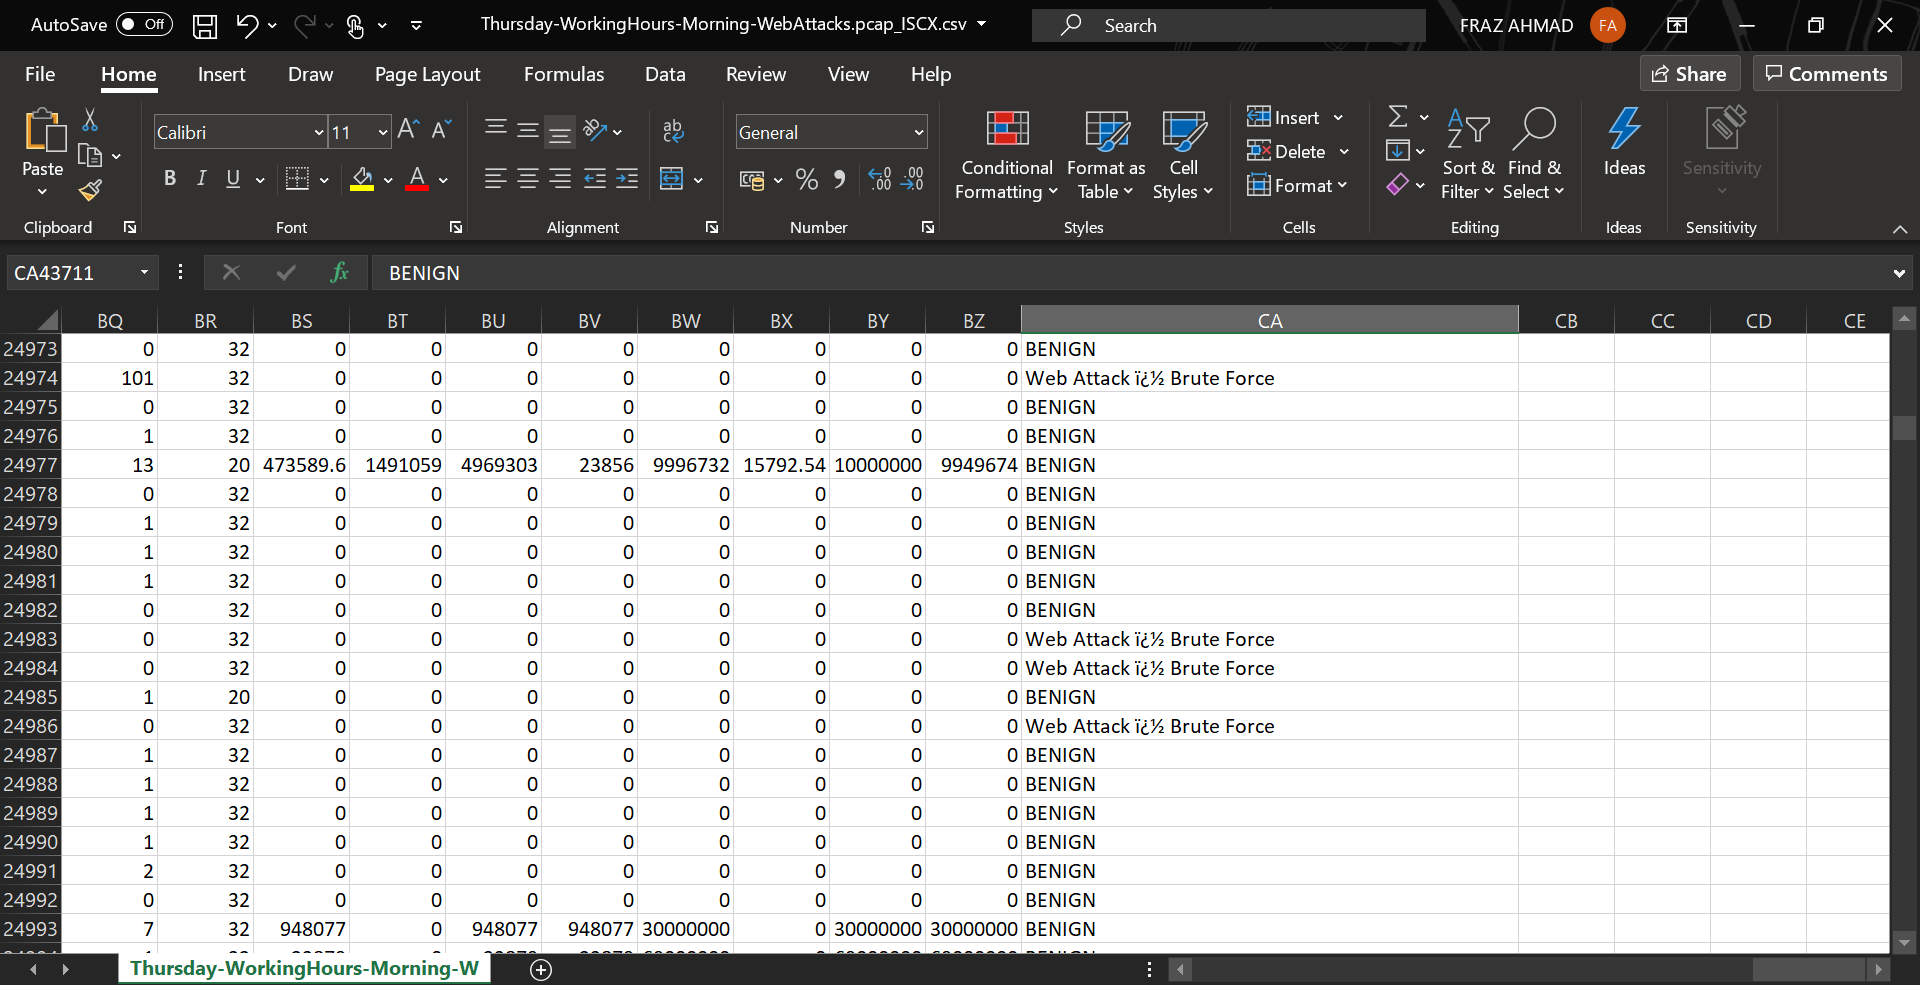 AutoSave Off Thursday-WorkingHours-Morning-WebAttacks.pcap_ISCX.csv Search FRAZ AHMAD FA
File Home Insert Draw Page Layout Formulas Data Review View Help Share Comments
Paste Calibri 11 General Conditional Formatting Format as Table Cell Styles Insert Delete Format Sort & Filter Find & Select Ideas Sensitivity
Clipboard Font Alignment Number Styles Cells Editing Ideas Sensitivity
CA43711 fx BENIGN
BQ BR BS BT BU BV BW BX BY BZ CA CB CC CD CE
24973 0 32 0 0 0 0 0 0 0 0 BENIGN
24974 101 32 0 0 0 0 0 0 0 0 Web Attack ï¿½ Brute Force
24975 0 32 0 0 0 0 0 0 0 0 BENIGN
24976 1 32 0 0 0 0 0 0 0 0 BENIGN
24977 13 20 473589.6 1491059 4969303 23856 9996732 15792.54 10000000 9949674 BENIGN
24978 0 32 0 0 0 0 0 0 0 0 BENIGN
24979 1 32 0 0 0 0 0 0 0 0 BENIGN
24980 1 32 0 0 0 0 0 0 0 0 BENIGN
24981 1 32 0 0 0 0 0 0 0 0 BENIGN
24982 0 32 0 0 0 0 0 0 0 0 BENIGN
24983 0 32 0 0 0 0 0 0 0 0 Web Attack ï¿½ Brute Force
24984 0 32 0 0 0 0 0 0 0 0 Web Attack ï¿½ Brute Force
24985 1 20 0 0 0 0 0 0 0 0 BENIGN
24986 0 32 0 0 0 0 0 0 0 0 Web Attack ï¿½ Brute Force
24987 1 32 0 0 0 0 0 0 0 0 BENIGN
24988 1 32 0 0 0 0 0 0 0 0 BENIGN
24989 1 32 0 0 0 0 0 0 0 0 BENIGN
24990 1 32 0 0 0 0 0 0 0 0 BENIGN
24991 2 32 0 0 0 0 0 0 0 0 BENIGN
24992 0 32 0 0 0 0 0 0 0 0 BENIGN
24993 7 32 948077 0 948077 948077 30000000 0 30000000 30000000 BENIGN
Thursday-WorkingHours-Morning-W